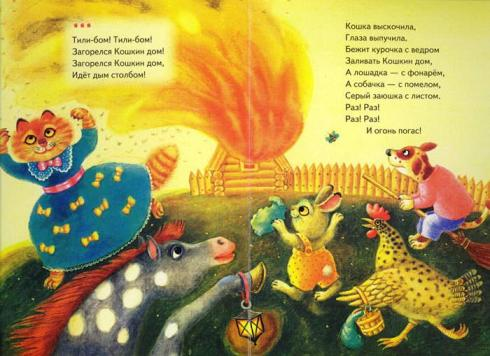 ***
Тили-бом! Тили-бом!
Загорелся Кошкин дом!
Загорелся Кошкин дом,
Идёт дым столбом!
Кошка выскочила,
Глаза выпучила.
Бежит курочка с ведром
Заливать Кошкин дом,
А лошадка — с фонарём,
А собачка — с помелом,
Серый заюшка с листом.
Раз! Раз!
Раз! Раз!
И огонь погас!